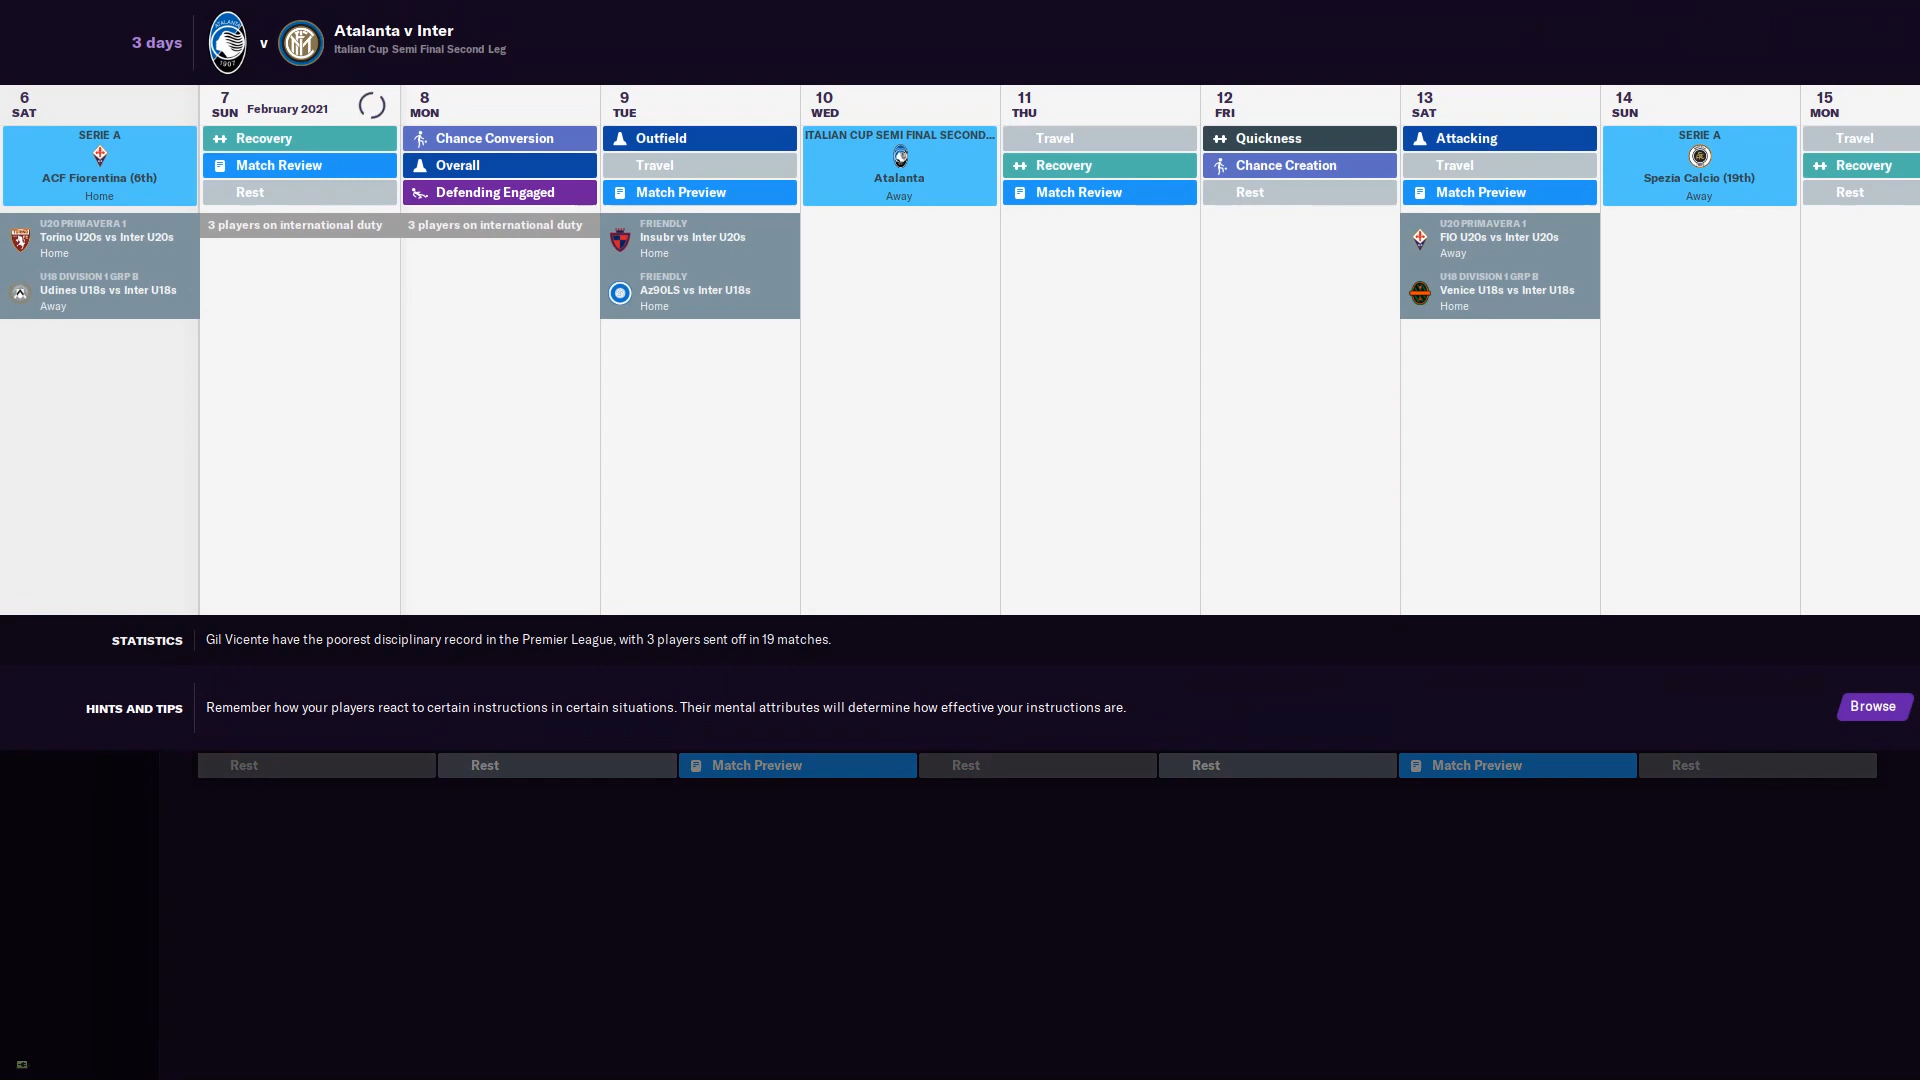 3 days
v
Atalanta v Inter
Italian Cup Semi Final Second Leg
6
SAT
SERIE A
ACF Fiorentina (6th)
Home
U20 PRIMAVERA 1
Torino U20s vs Inter U20s
Home
U18 DIVISION 1 GRP B
Udines U18s vs Inter U18s
Away
7
SUN
February 2021
Recovery
Match Review
Rest
3 players on international duty
8
MON
Chance Conversion
Overall
Defending Engaged
3 players on international duty
9
TUE
Outfield
Travel
Match Preview
FRIENDLY
Insubr vs Inter U20s
Home
FRIENDLY
Az90LS vs Inter U18s
Home
10
WED
ITALIAN CUP SEMI FINAL SECOND...
Atalanta
Away
11
THU
Travel
Recovery
Match Review
12
FRI
Quickness
Chance Creation
Rest
13
SAT
Attacking
Travel
Match Preview
U20 PRIMAVERA 1
FIO U20s vs Inter U20s
Away
U18 DIVISION 1 GRP B
Venice U18s vs Inter U18s
Home
14
SUN
SERIE A
Spezia Calcio (19th)
Away
15
MON
Travel
Recovery
Rest
STATISTICS
Gil Vicente have the poorest disciplinary record in the Premier League, with 3 players sent off in 19 matches.
HINTS AND TIPS
Remember how your players react to certain instructions in certain situations. Their mental attributes will determine how effective your instructions are.
Browse
Rest
Rest
Match Preview
Rest
Rest
Match Preview
Rest